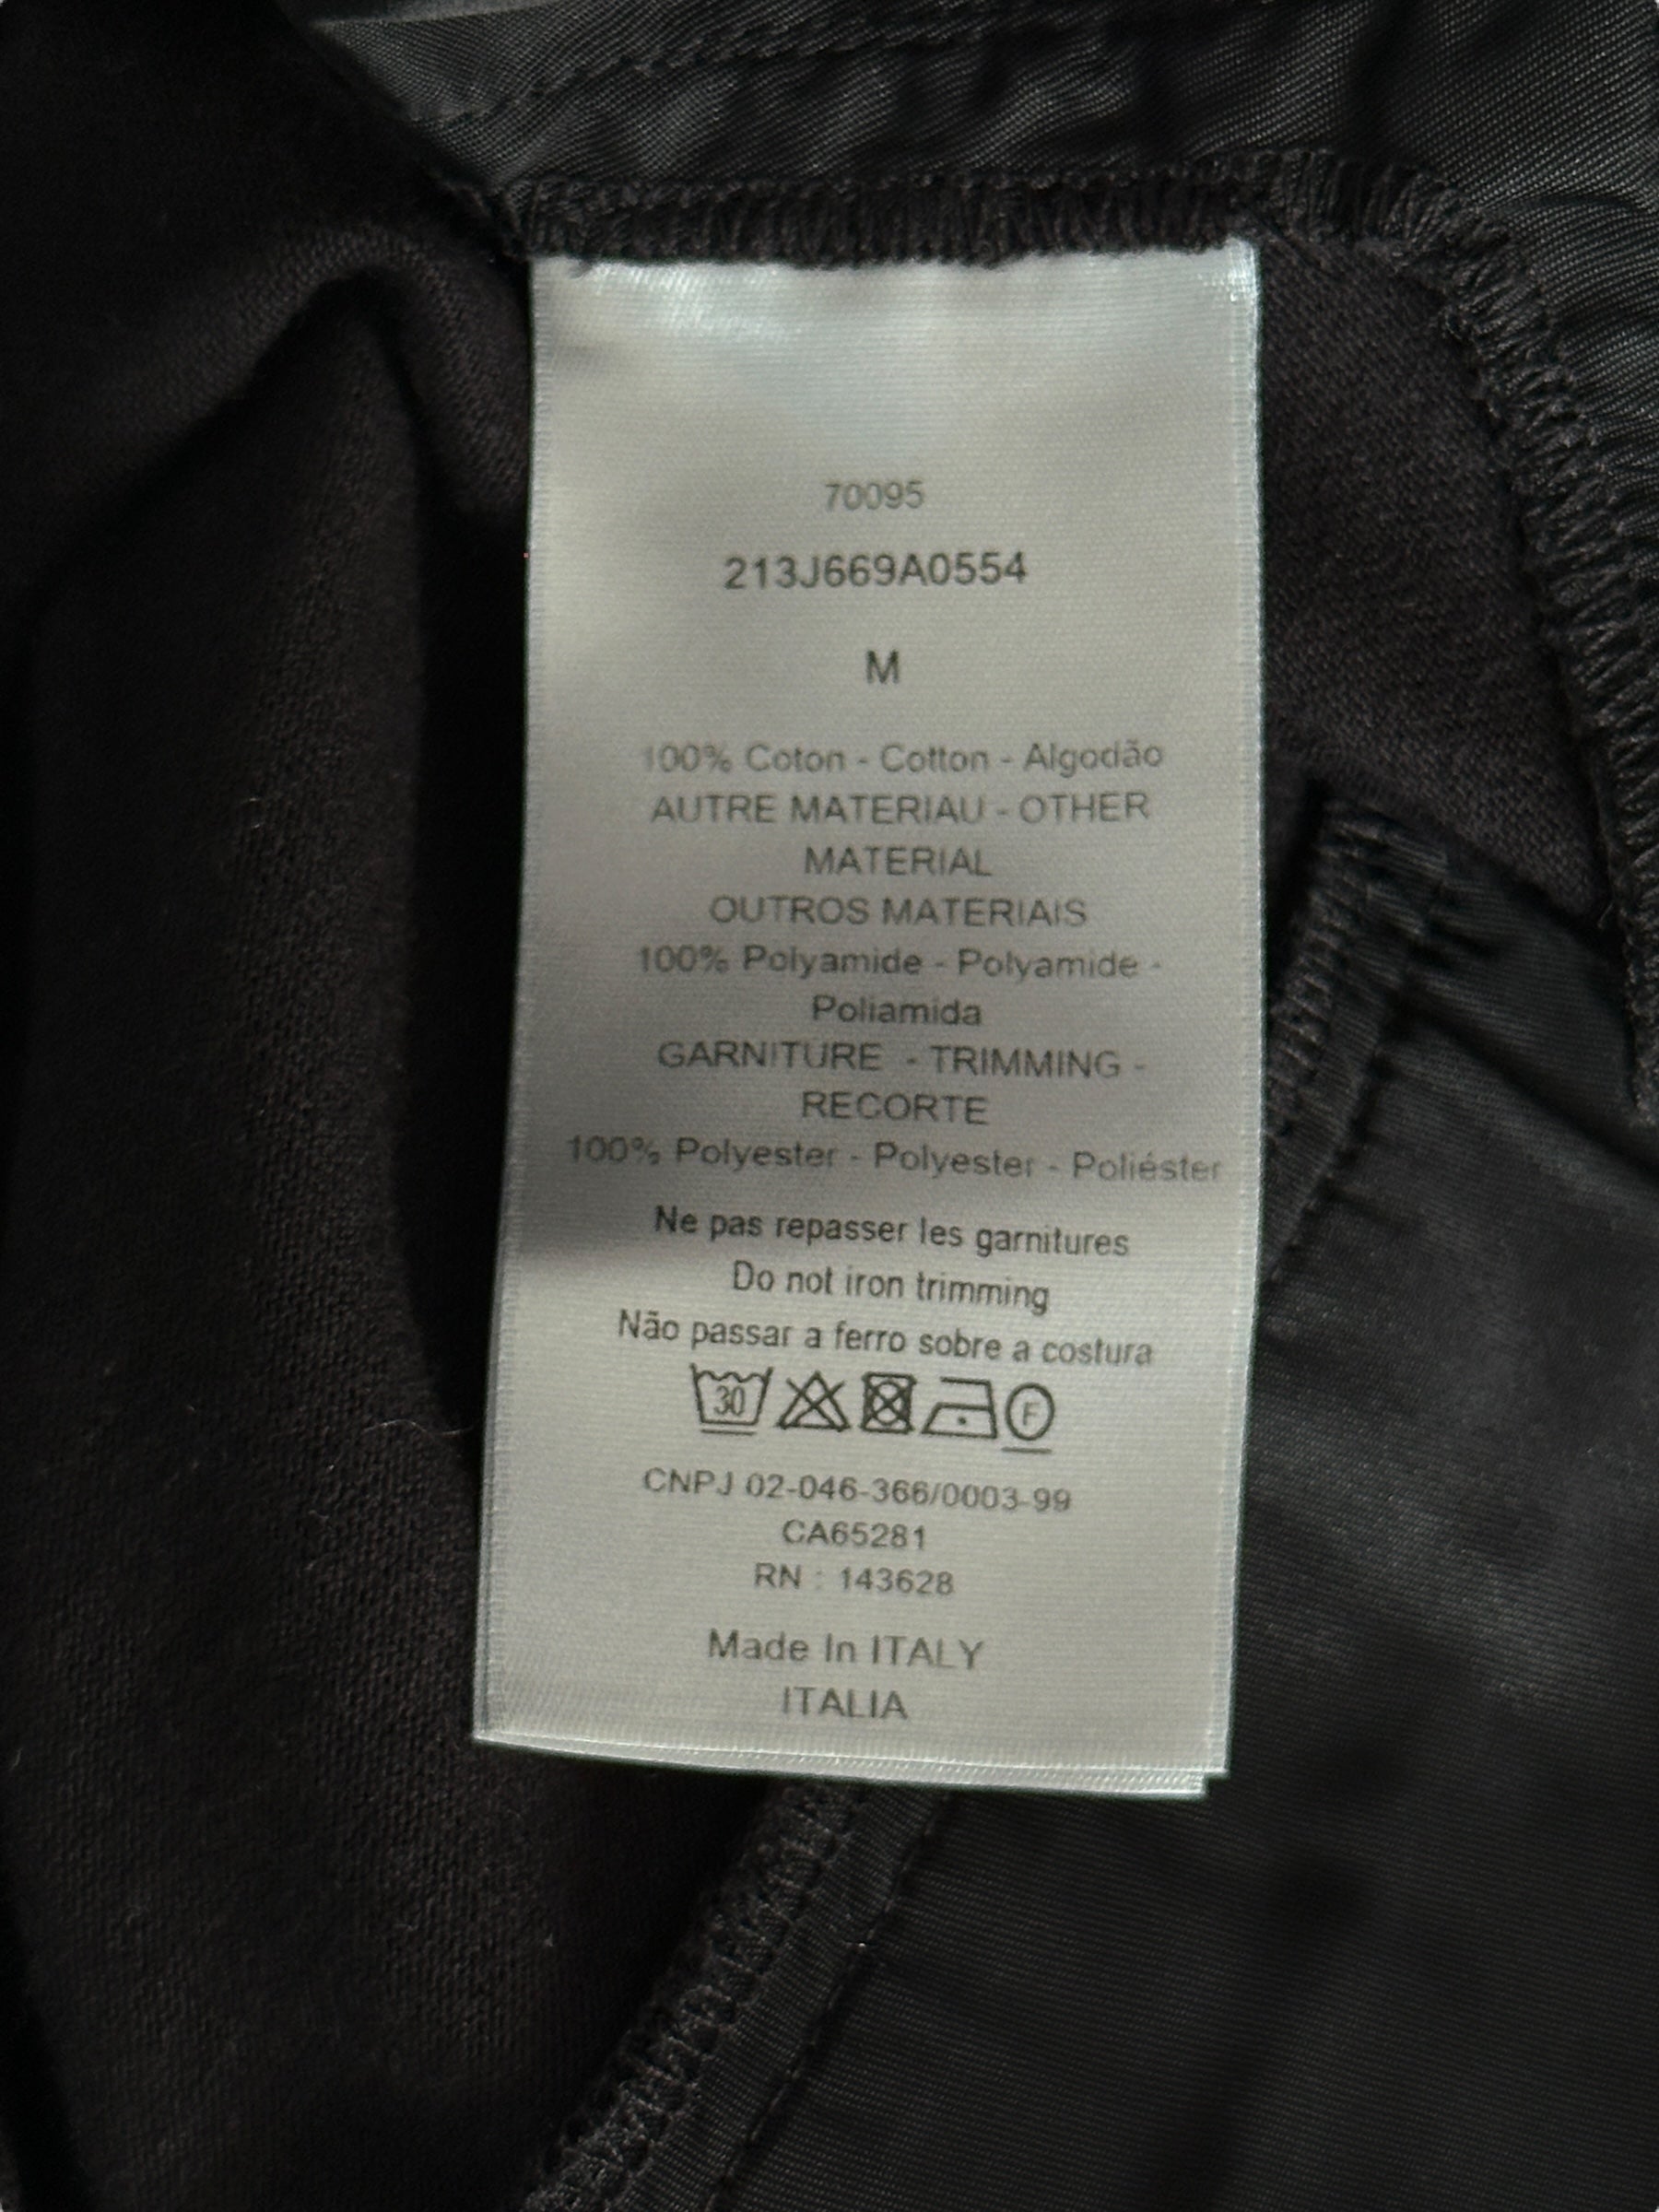 70095
213J669A0554
M
100% Coton - Cotton - Algodão
AUTRE MATERIAU - OTHER
MATERIAL
OUTROS MATERIAIS
100% Polyamide - Polyamide -
Poliamida
GARNITURE - TRIMMING -
RECORTE
100% Polyester - Polyester - Poliéster
Ne pas repasser les garnitures
Do not iron trimming
Não passar a ferro sobre a costura
30 F
CNPJ 02-046-366/0003-99
CA65281
RN : 143628
Made In ITALY
ITALIA